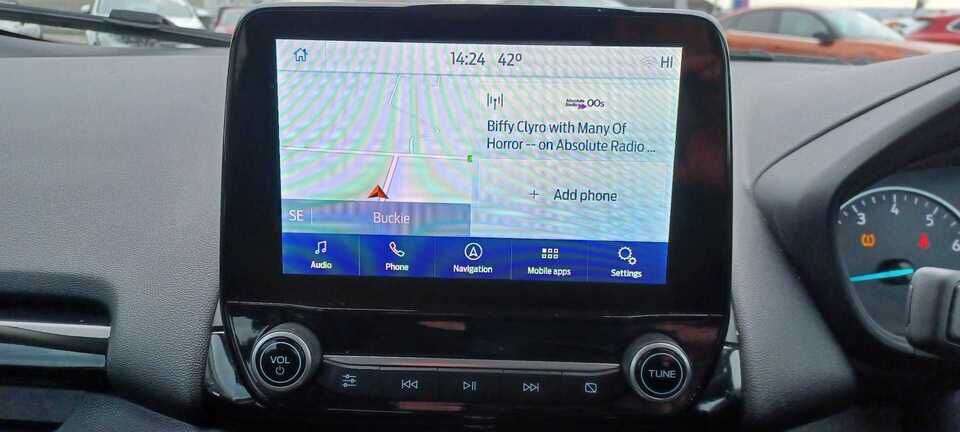 14:24 42º HI
Absolute Radio 00s
Biffy Clyro with Many Of
Horror -- on Absolute Radio ...
+ Add phone
SE Buckie
Audio Phone Navigation Mobile apps Settings
3 4 5 6
VOL
TUNE